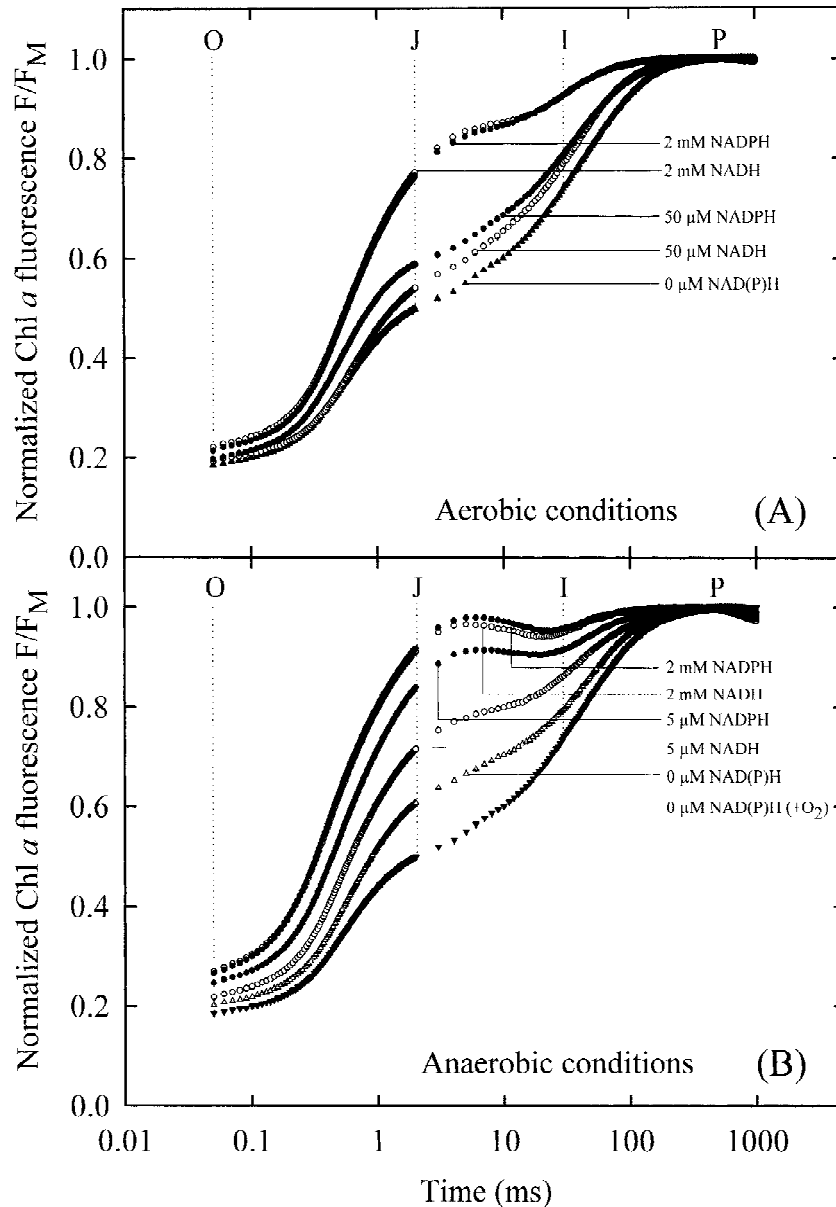 O J I P
1.0
0.8
0.6
0.4
0.2
0.0
Normalized Chl a fluorescence F/FM
2 mM NADPH
2 mM NADH
50 μM NADPH
50 μM NADH
0 μM NAD(P)H
Aerobic conditions (A)
O J I P
1.0
0.8
0.6
0.4
0.2
0.0
Normalized Chl a fluorescence F/FM
2 mM NADPH
2 mM NADH
5 μM NADPH
5 μM NADH
0 μM NAD(P)H
0 μM NAD(P)H (+O2)
Anaerobic conditions (B)
0.01 0.1 1 10 100 1000
Time (ms)